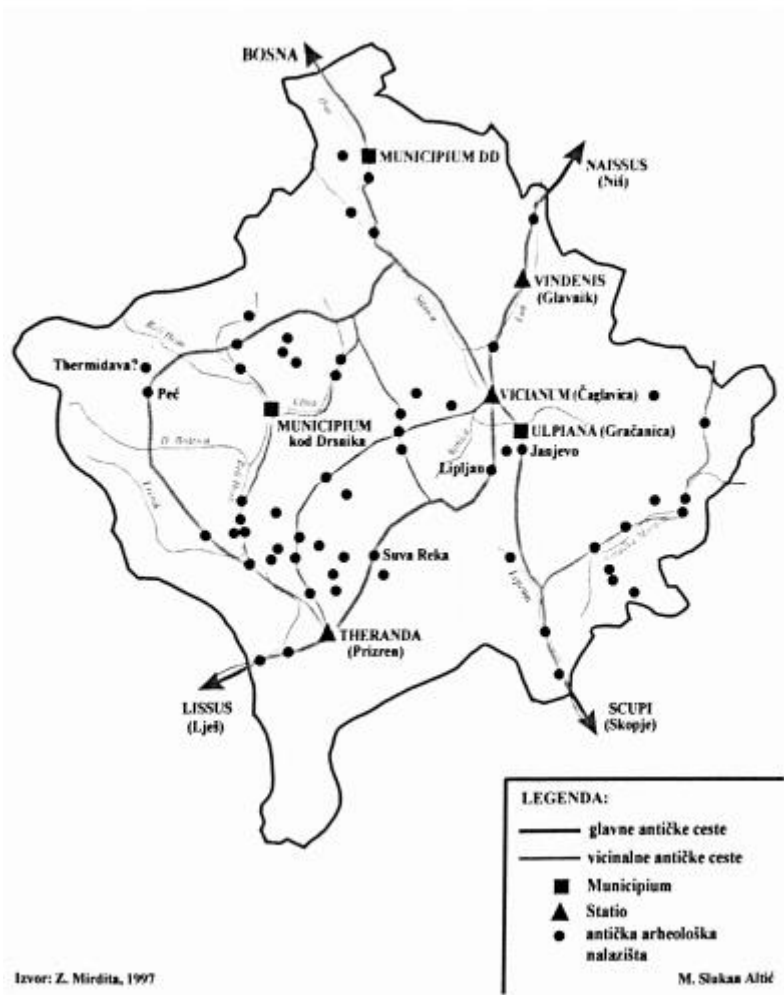 BOSNA
MUNICIPIUM DD
NAISSUS
(Niš)
VINDENIS
(Glavnik)
Thermidava?
Peć
VICIANUM (Čaglavica)
MUNICIPIUM
kod Drsnika
ULPIANA (Gračanica)
Lipljan
Janjevo
Suva Reka
THERANDA
(Prizren)
LISSUS
(Lješ)
SCUPI
(Skopje)
LEGENDA:
glavne antičke ceste
vicinalne antičke ceste
Municipium
Statio
antička arheološka
nalazišta
Izvor: Z. Mirdita, 1997
M. Slukan Altić